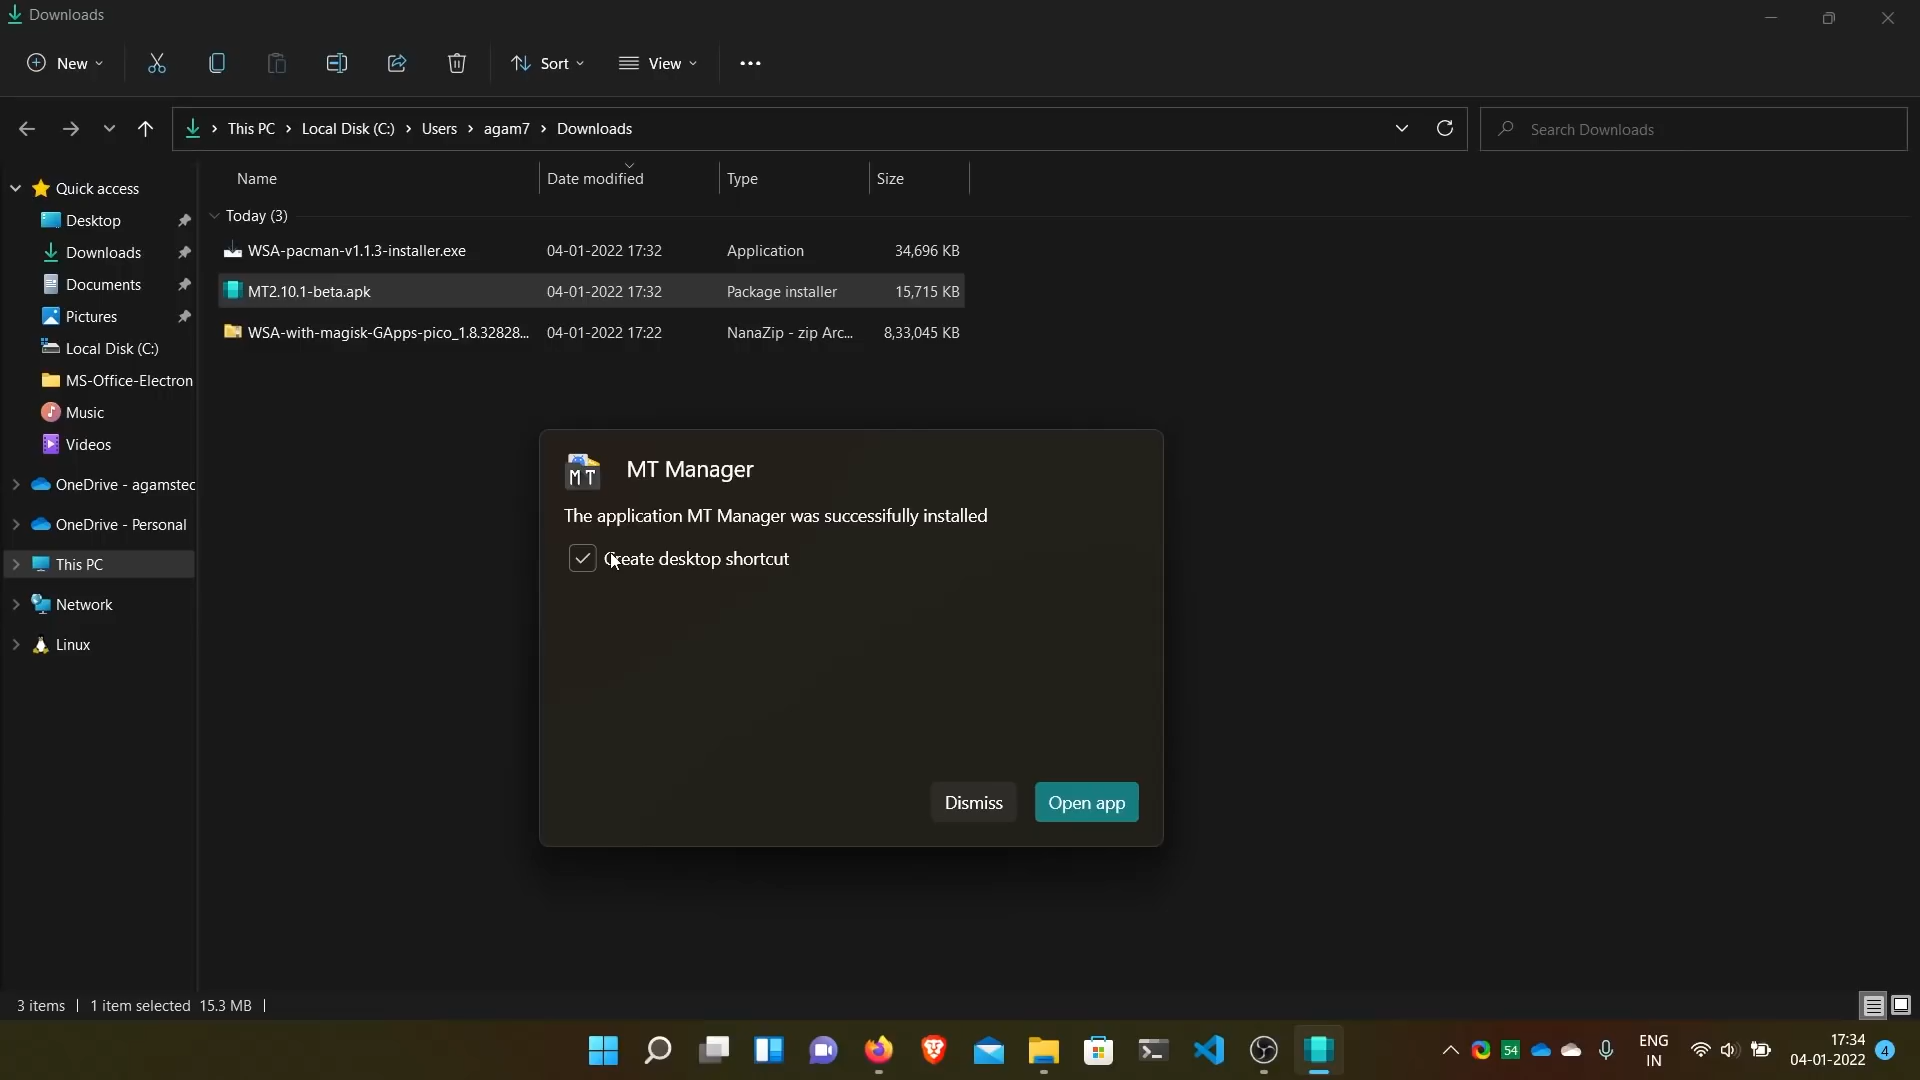 Downloads
New
Sort
View
This PC > Local Disk (C:) > Users > agam7 > Downloads
Search Downloads
Quick access
Desktop
Downloads
Documents
Pictures
Local Disk (C:)
MS-Office-Electron
Music
Videos
OneDrive - agamstec
OneDrive - Personal
This PC
Network
Linux
Name Date modified Type Size
Today (3)
WSA-pacman-v1.1.3-installer.exe 04-01-2022 17:32 Application 34,696 KB
MT2.10.1-beta.apk 04-01-2022 17:32 Package installer 15,715 KB
WSA-with-magisk-GApps-pico_1.8.32828... 04-01-2022 17:22 NanaZip - zip Arc... 8,33,045 KB
MT
MT Manager
The application MT Manager was successifully installed
Create desktop shortcut
Dismiss
Open app
3 items | 1 item selected 15.3 MB |
54
ENG
IN
17:34
04-01-2022
4